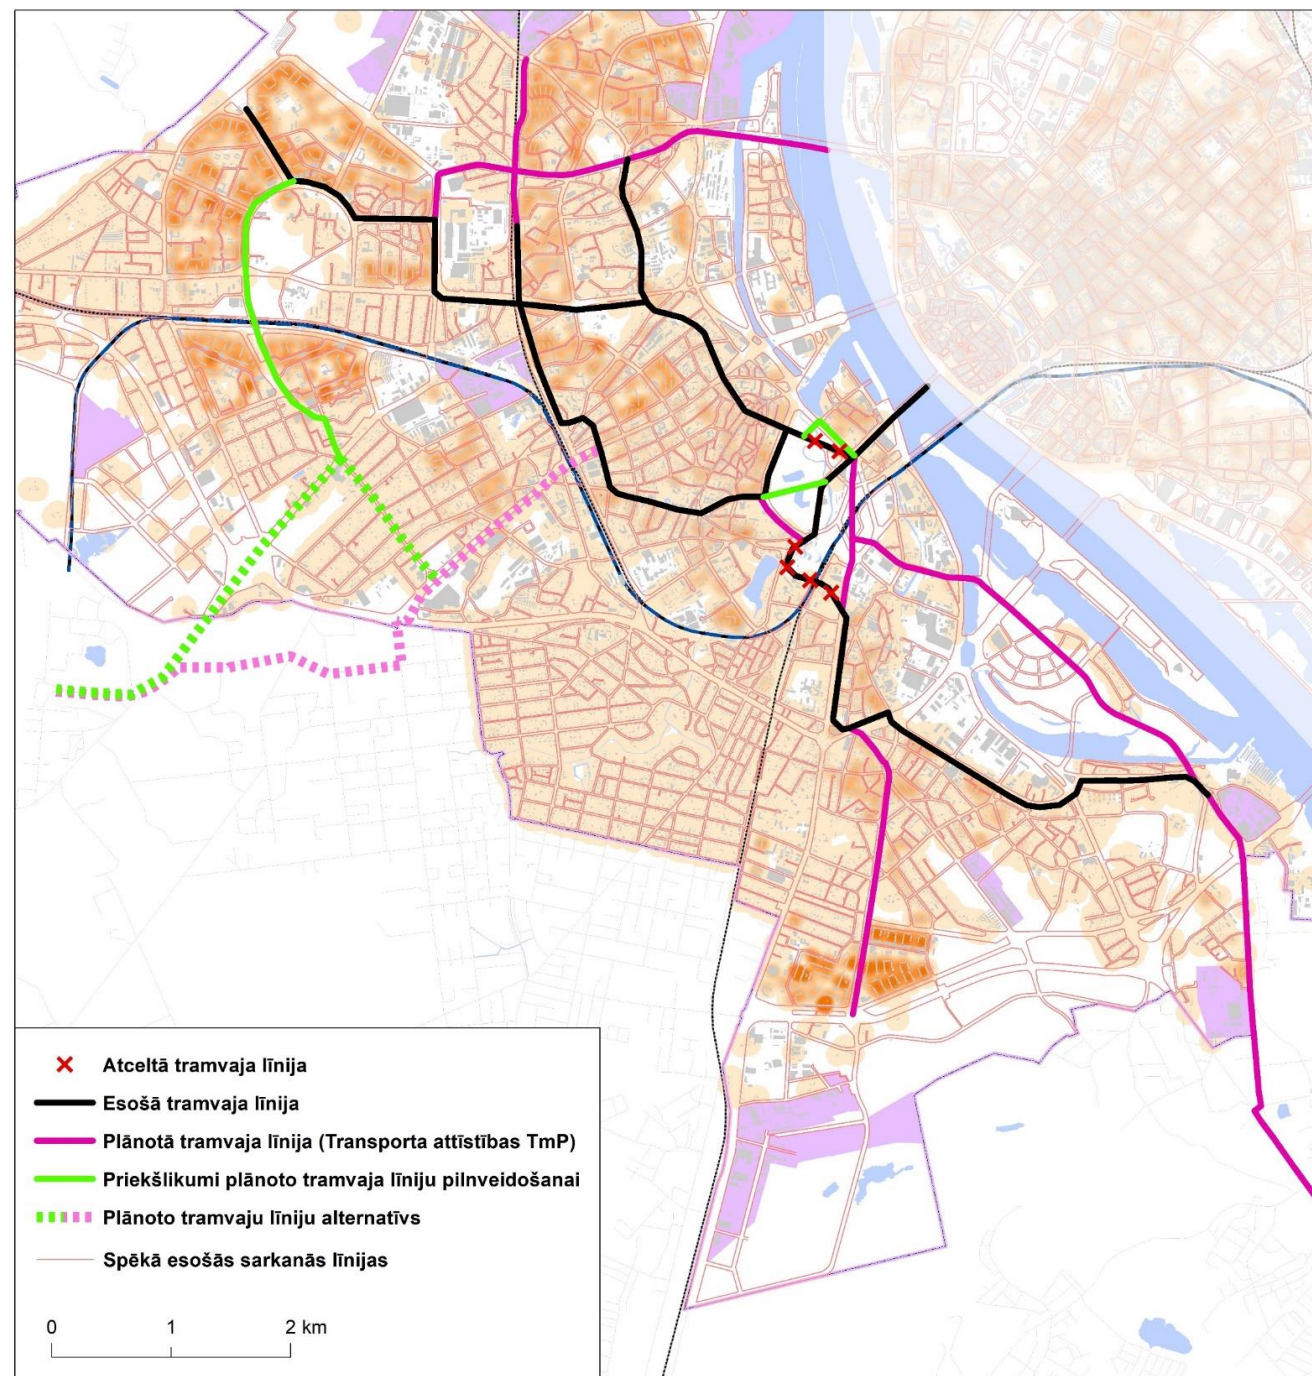 Atceltā tramvaja līnija
Esošā tramvaja līnija
Plānotā tramvaja līnija (Transporta attīstības TmP)
Priekšlikumi plānoto tramvaja līniju pilnveidošanai
Plānoto tramvaju līniju alternatīvs
Spēkā esošās sarkanās līnijas
0 1 2 km